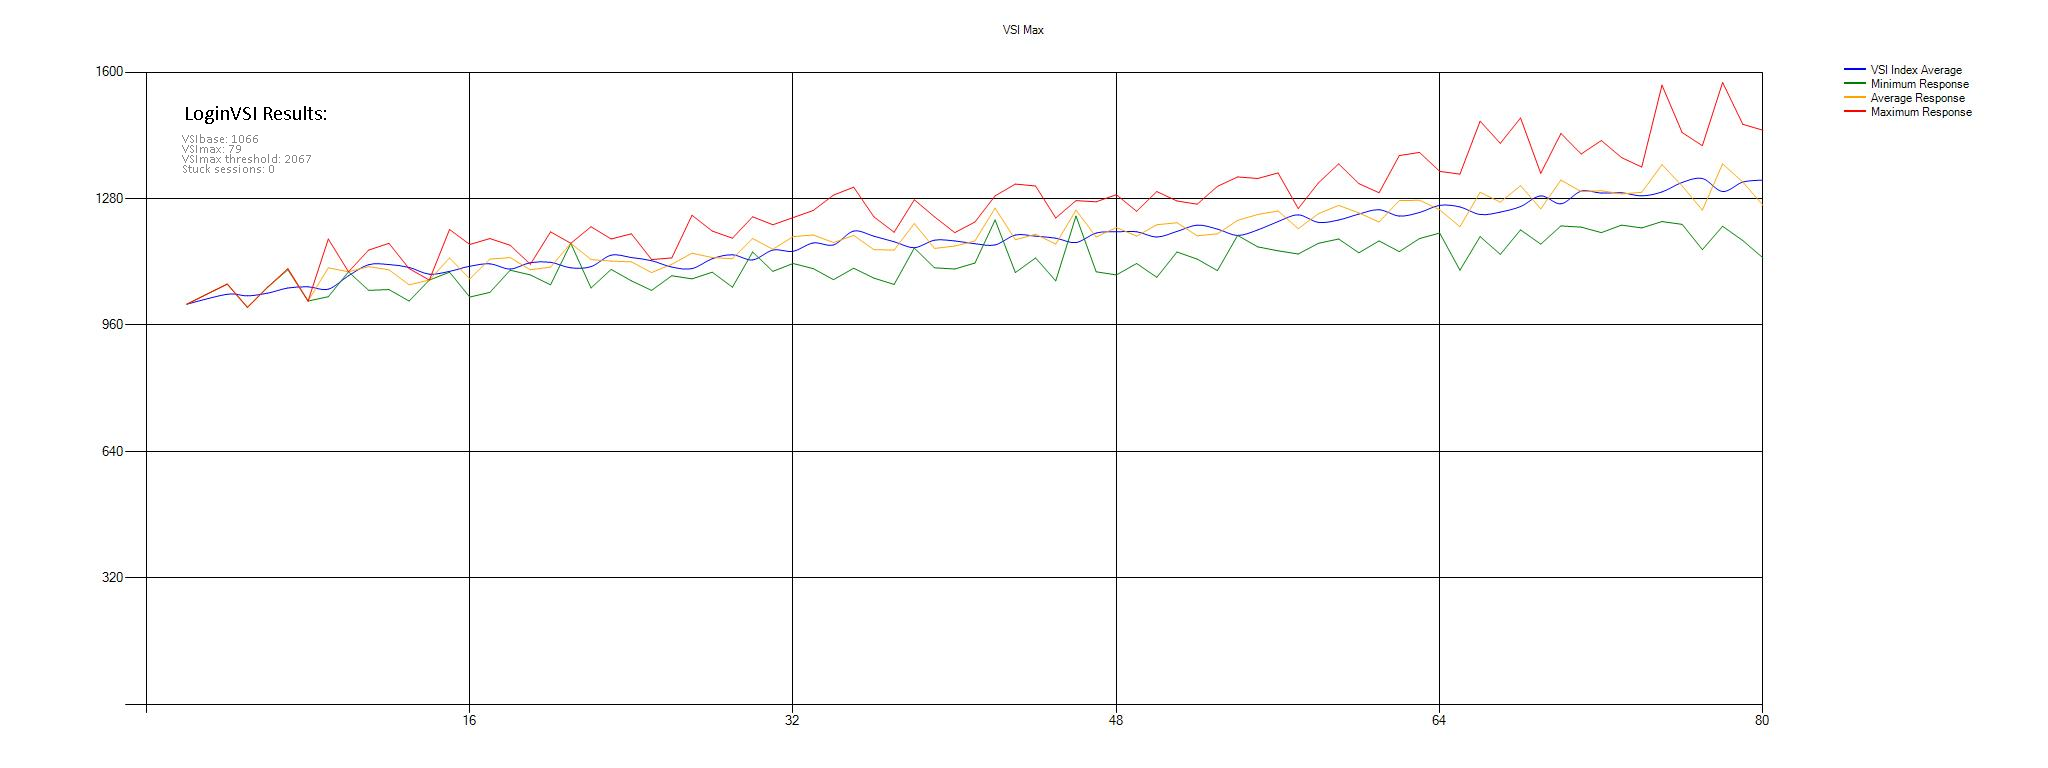 VSI Max
1600
1280
960
640
320
16
32
48
64
80
LoginVSI Results:
VSIbase: 1066
VSImax: 79
VSImax threshold: 2067
Stuck sessions: 0
VSI Index Average
Minimum Response
Average Response
Maximum Response